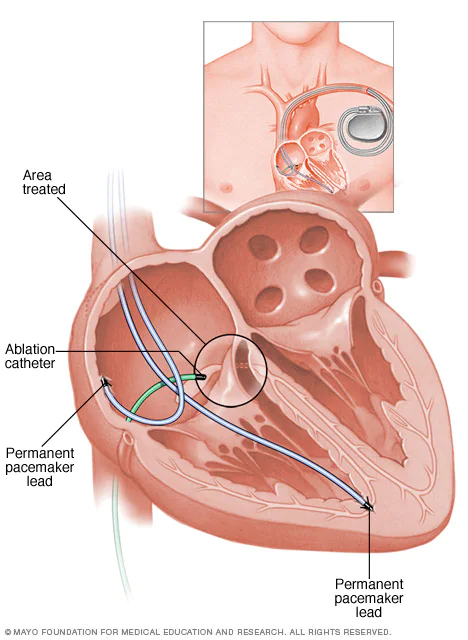 Area
treated
Ablation
catheter
Permanent
pacemaker
lead
Permanent
pacemaker
lead
© MAYO FOUNDATION FOR MEDICAL EDUCATION AND RESEARCH. ALL RIGHTS RESERVED.